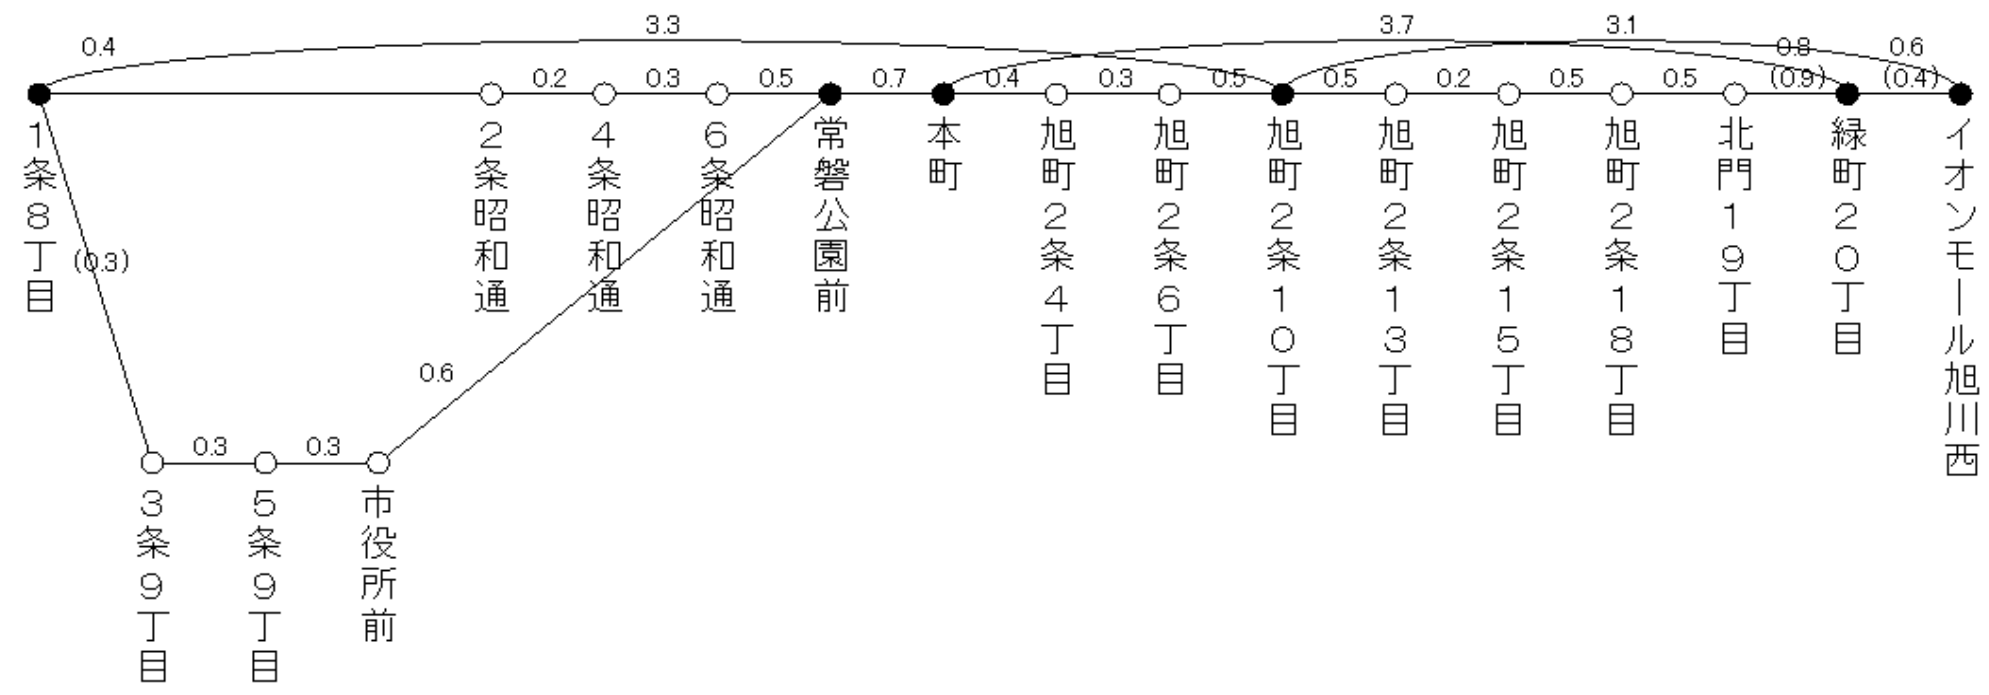 3.3
3.7
3.1
0.4
0.8
0.6
0.2
0.3
0.5
0.7
0.4
0.3
0.5
0.5
0.2
0.5
0.5
(0.9)
(0.4)
1条8丁目
2条昭和通
4条昭和通
6条昭和通
常磐公園前
本町
旭町2条4丁目
旭町2条6丁目
旭町2条10丁目
旭町2条13丁目
旭町2条15丁目
旭町2条18丁目
北門19丁目
緑町20丁目
イオンモール旭川西
(0.3)
0.6
0.3
0.3
3条9丁目
5条9丁目
市役所前